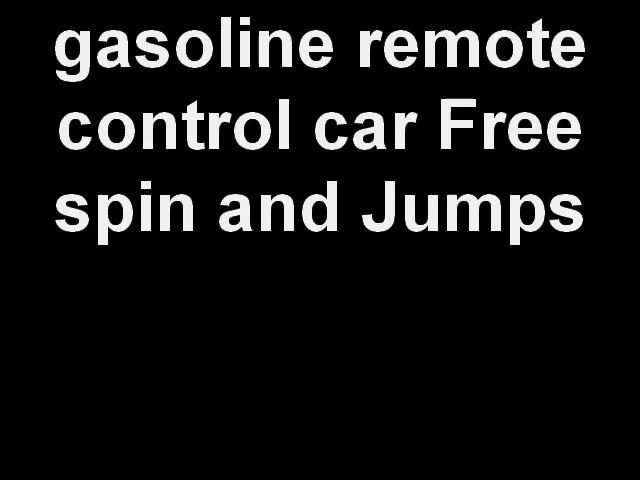 gasoline remote
control car Free
spin and Jumps